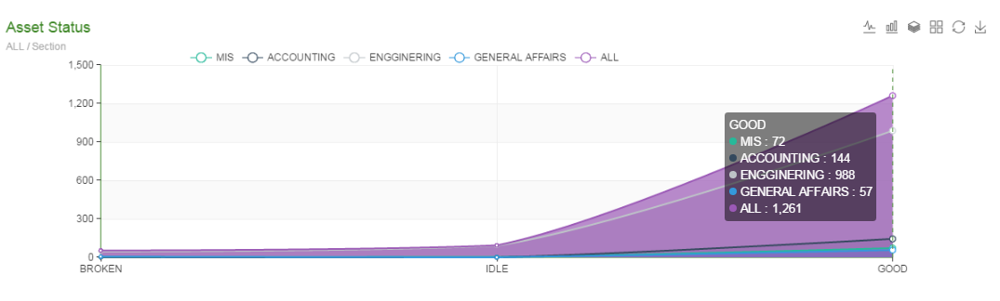 Asset Status
ALL / Section
MIS ACCOUNTING ENGGINERING GENERAL AFFAIRS ALL
1,500
1,200
900
600
300
0
GOOD
MIS : 72
ACCOUNTING : 144
ENGGINERING : 988
GENERAL AFFAIRS : 57
ALL : 1,261
BROKEN IDLE GOOD